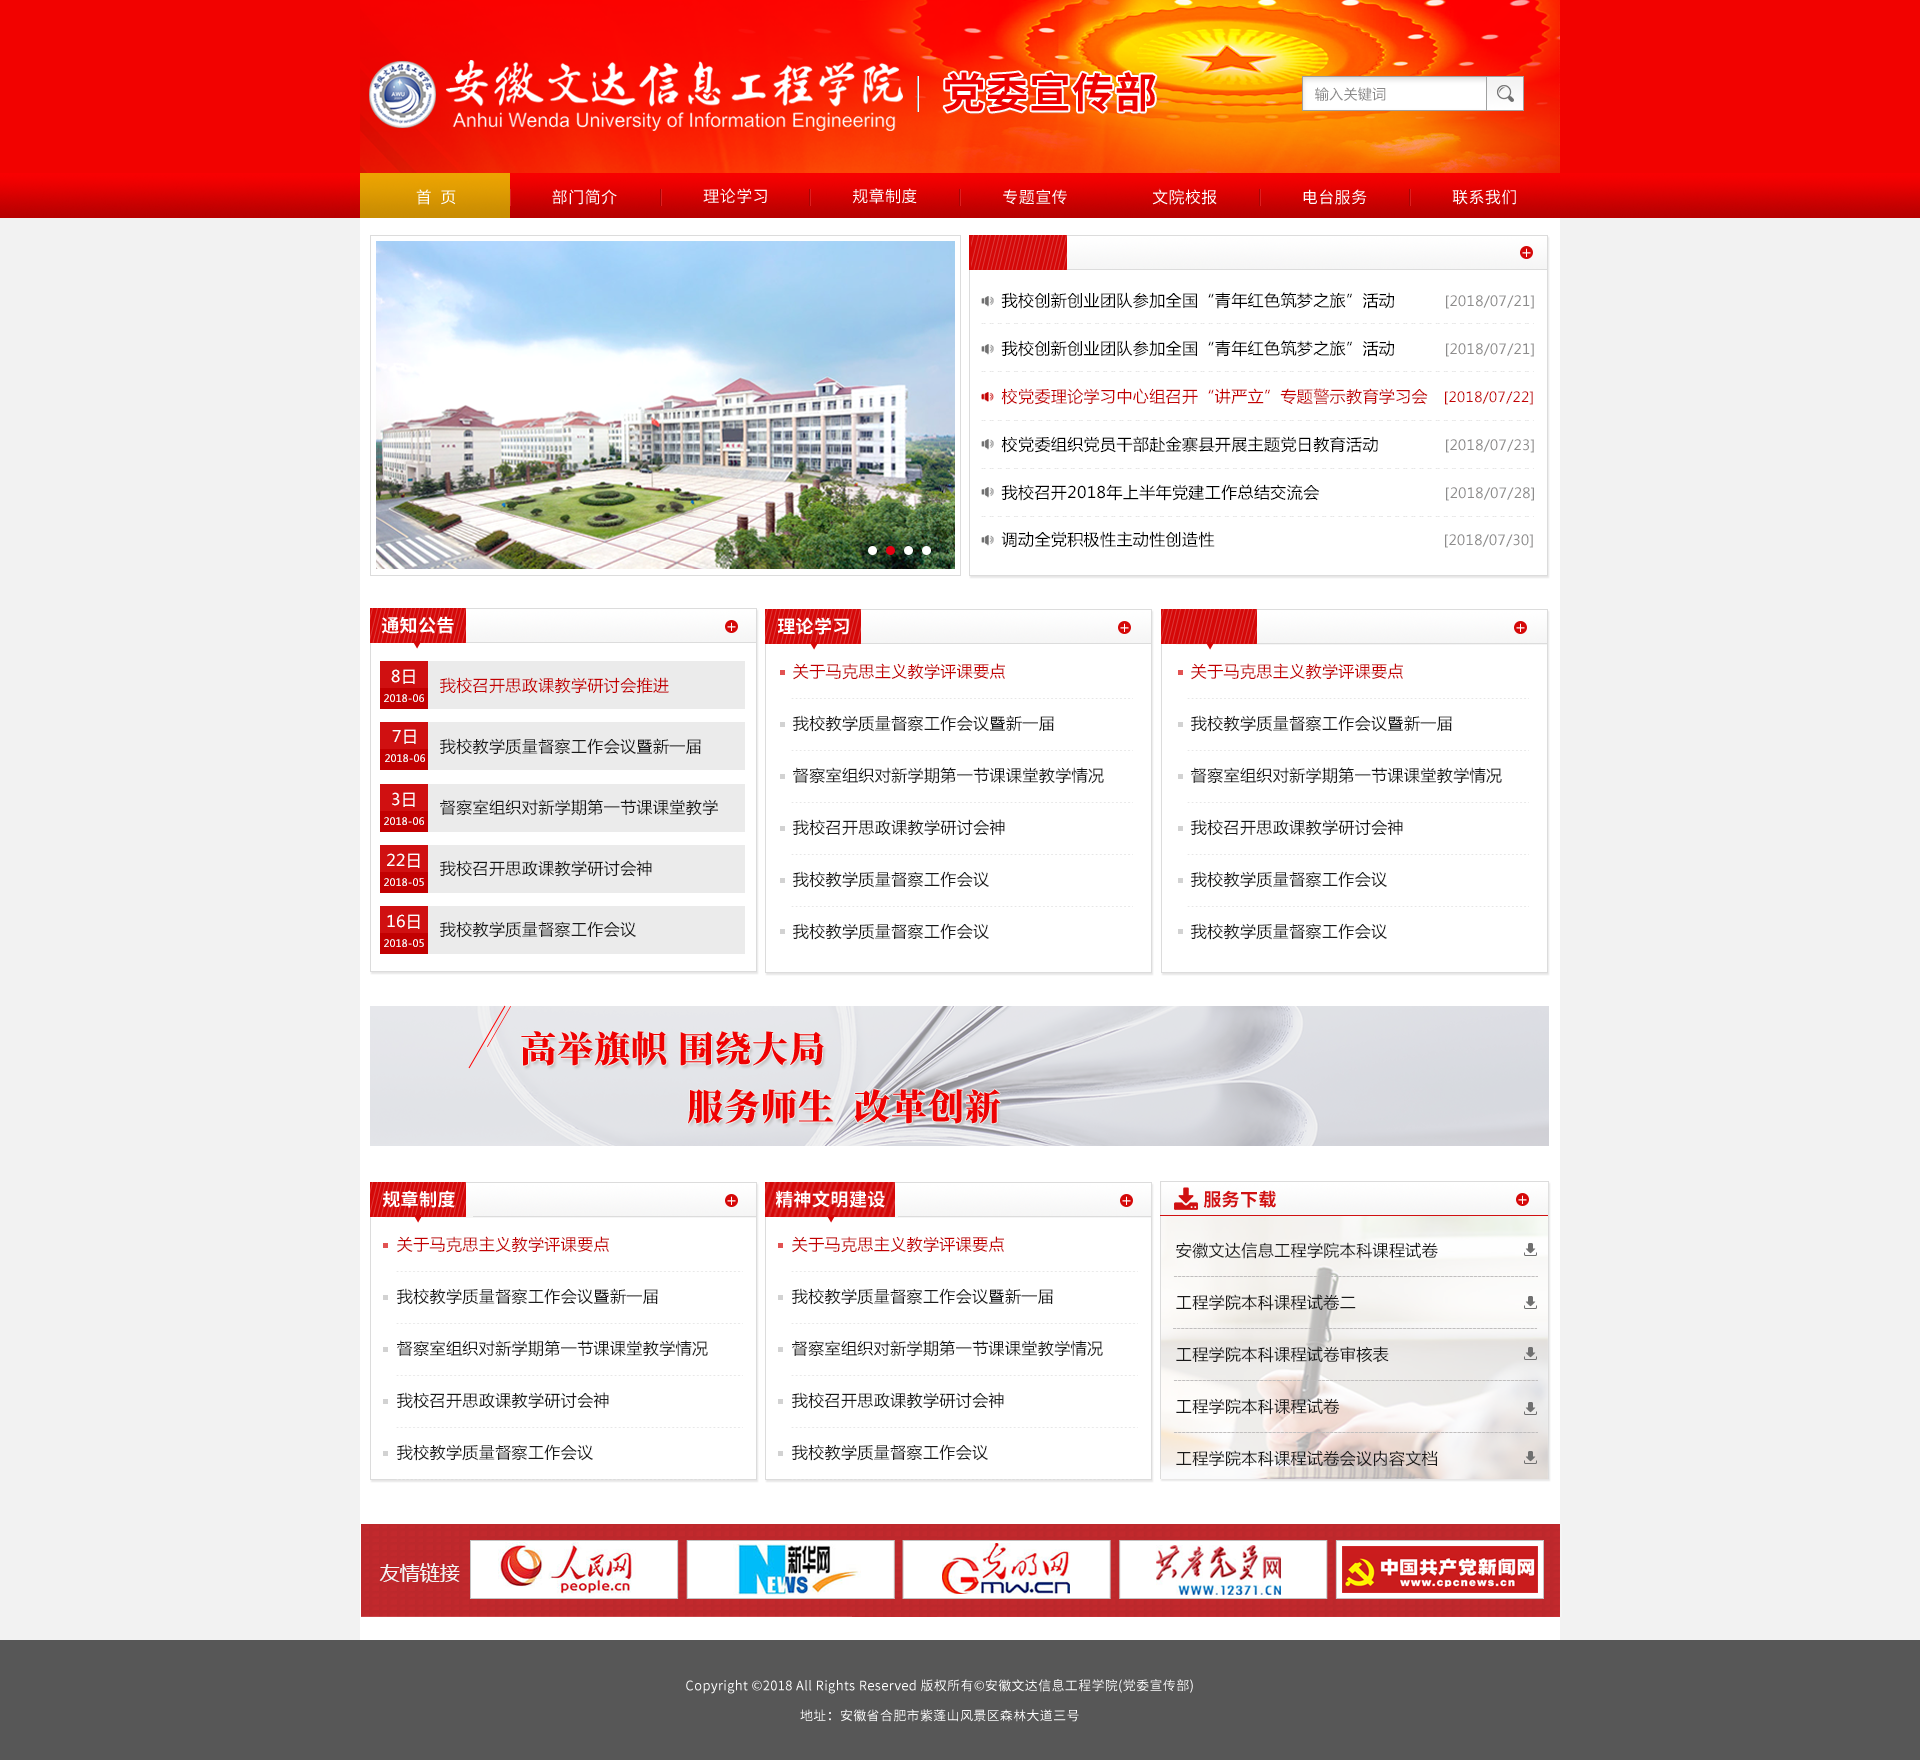 安徽文达信息工程学院
Anhui Wenda University of Information Engineering
党委宣传部
输入关键词
首 页 部门简介 理论学习 规章制度 专题宣传 文院校报 电台服务 联系我们
我校创新创业团队参加全国“青年红色筑梦之旅”活动 [2018/07/21]
我校创新创业团队参加全国“青年红色筑梦之旅”活动 [2018/07/21]
校党委理论学习中心组召开“讲严立”专题警示教育学习会 [2018/07/22]
校党委组织党员干部赴金寨县开展主题党日教育活动 [2018/07/23]
我校召开2018年上半年党建工作总结交流会 [2018/07/28]
调动全党积极性主动性创造性 [2018/07/30]
通知公告
8日
2018-06
我校召开思政课教学研讨会推进
7日
2018-06
我校教学质量督察工作会议暨新一届
3日
2018-06
督察室组织对新学期第一节课课堂教学
22日
2018-05
我校召开思政课教学研讨会神
16日
2018-05
我校教学质量督察工作会议
理论学习
关于马克思主义教学评课要点
我校教学质量督察工作会议暨新一届
督察室组织对新学期第一节课课堂教学情况
我校召开思政课教学研讨会神
我校教学质量督察工作会议
我校教学质量督察工作会议
关于马克思主义教学评课要点
我校教学质量督察工作会议暨新一届
督察室组织对新学期第一节课课堂教学情况
我校召开思政课教学研讨会神
我校教学质量督察工作会议
我校教学质量督察工作会议
高举旗帜 围绕大局
服务师生 改革创新
规章制度
关于马克思主义教学评课要点
我校教学质量督察工作会议暨新一届
督察室组织对新学期第一节课课堂教学情况
我校召开思政课教学研讨会神
我校教学质量督察工作会议
精神文明建设
关于马克思主义教学评课要点
我校教学质量督察工作会议暨新一届
督察室组织对新学期第一节课课堂教学情况
我校召开思政课教学研讨会神
我校教学质量督察工作会议
服务下载
安徽文达信息工程学院本科课程试卷
工程学院本科课程试卷二
工程学院本科课程试卷审核表
工程学院本科课程试卷
工程学院本科课程试卷会议内容文档
友情链接
人民网
people.cn
新华网
NEWS
光明网
Gmw.cn
共产党员网
WWW.12371.CN
中国共产党新闻网
www.cpcnews.cn
Copyright ©2018 All Rights Reserved 版权所有©安徽文达信息工程学院(党委宣传部)
地址：安徽省合肥市紫蓬山风景区森林大道三号